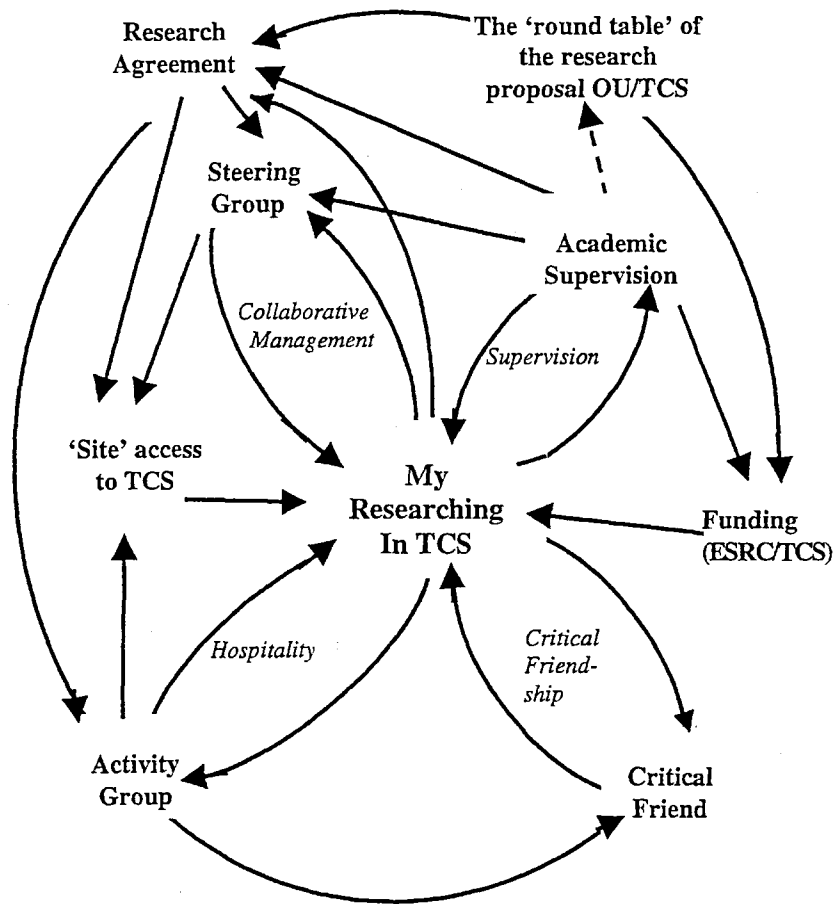 Research
Agreement
The ‘round table’ of
the research
proposal OU/TCS
Steering
Group
Academic
Supervision
Collaborative
Management
Supervision
‘Site’ access
to TCS
My
Researching
In TCS
Funding
(ESRC/TCS)
Hospitality
Critical
Friend-
ship
Activity
Group
Critical
Friend